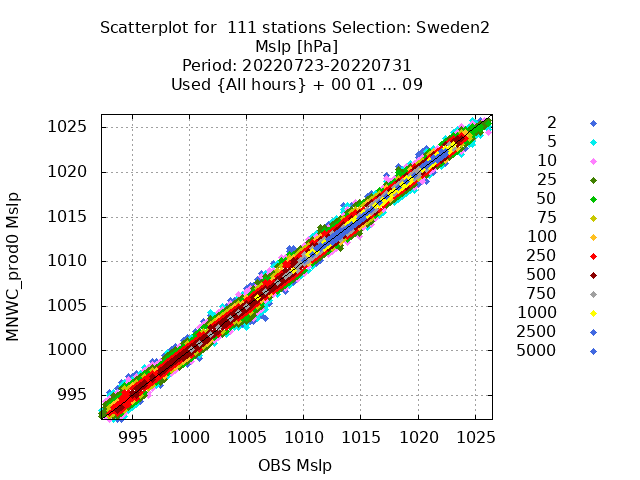 Scatterplot for  111 stations Selection: Sweden2
Mslp [hPa]
Period: 20220723-20220731
Used {All hours} + 00 01 ... 09
MNWC_prod0 Mslp
1025
1020
1015
1010
1005
1000
995
995 1000 1005 1010 1015 1020 1025
OBS Mslp
2
5
10
25
50
75
100
250
500
750
1000
2500
5000